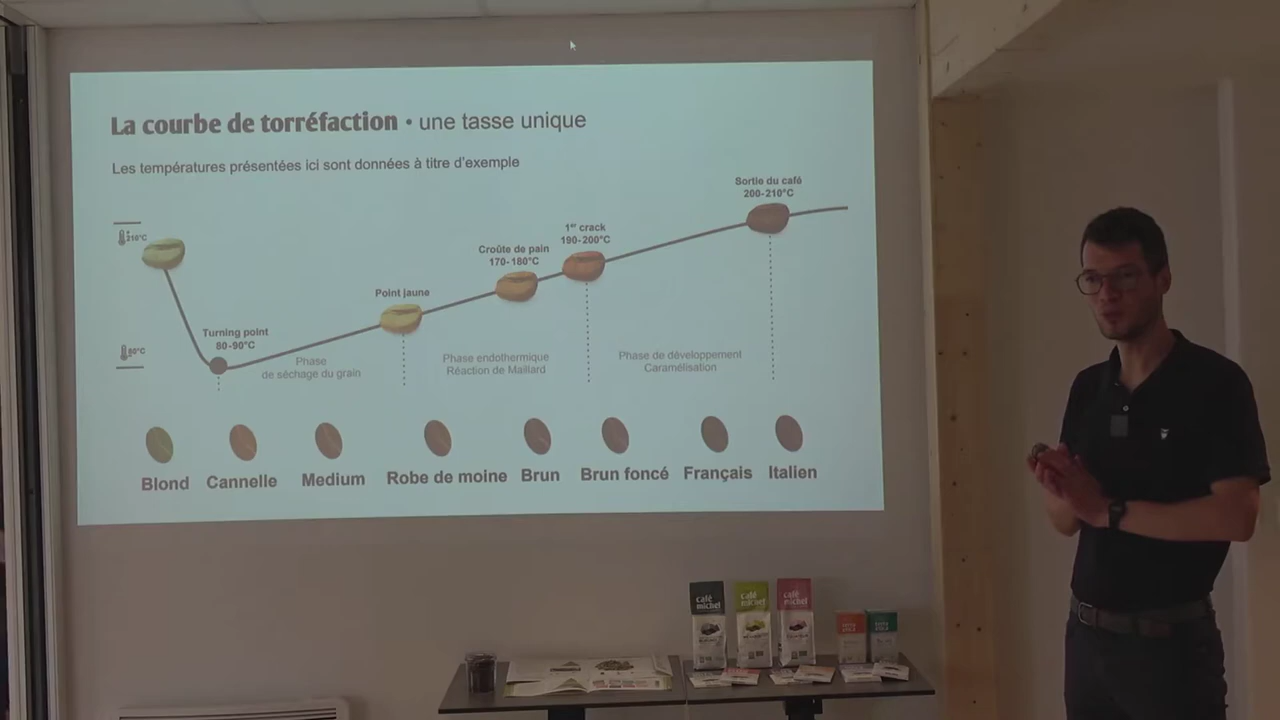 La courbe de torréfaction • une tasse unique
Les températures présentées ici sont données à titre d'exemple
Sortie du café
200-210°C
1er crack
190-200°C
Croûte de pain
170-180°C
210°C
Point jaune
Turning point
80-90°C
80°C
Phase
de séchage du grain
Phase endothermique
Réaction de Maillard
Phase de développement
Caramélisation
Blond Cannelle Medium Robe de moine Brun Brun foncé Français Italien
café
michel
café
michel
café
michel